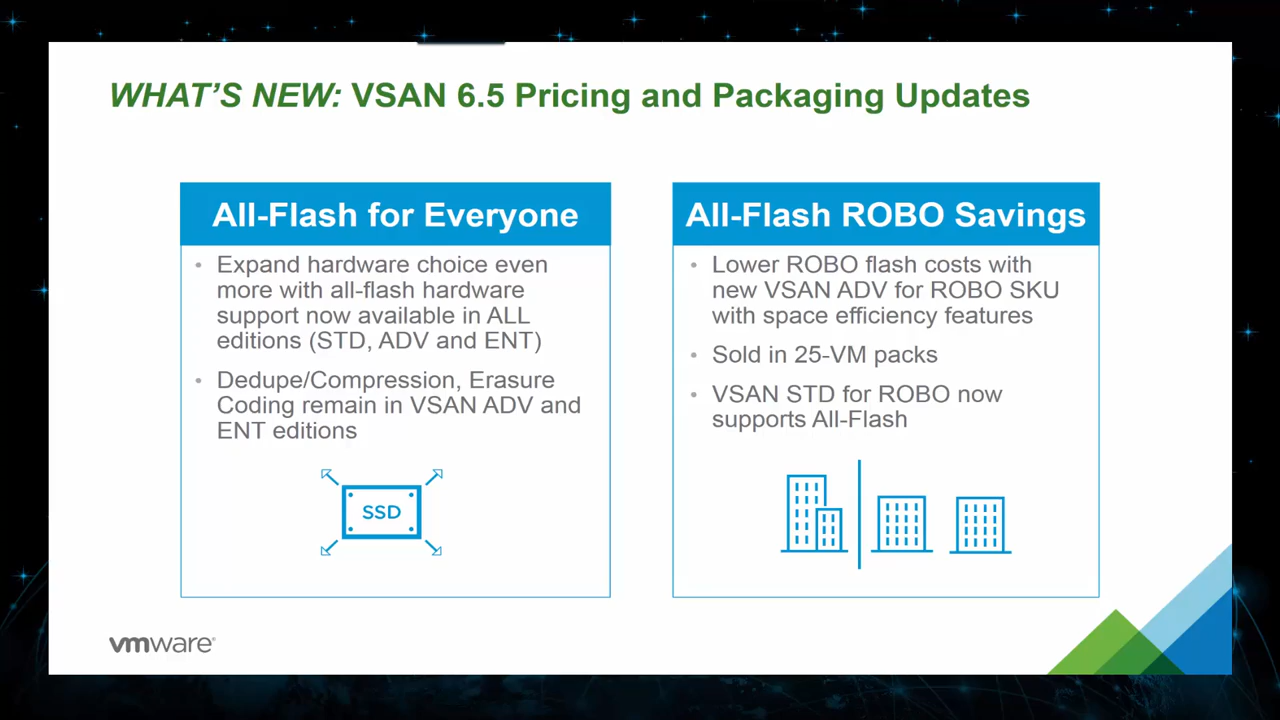 WHAT'S NEW: VSAN 6.5 Pricing and Packaging Updates
All-Flash for Everyone
• Expand hardware choice even
more with all-flash hardware
support now available in ALL
editions (STD, ADV and ENT)
• Dedupe/Compression, Erasure
Coding remain in VSAN ADV and
ENT editions
SSD
All-Flash ROBO Savings
• Lower ROBO flash costs with
new VSAN ADV for ROBO SKU
with space efficiency features
• Sold in 25-VM packs
• VSAN STD for ROBO now
supports All-Flash
vmware®